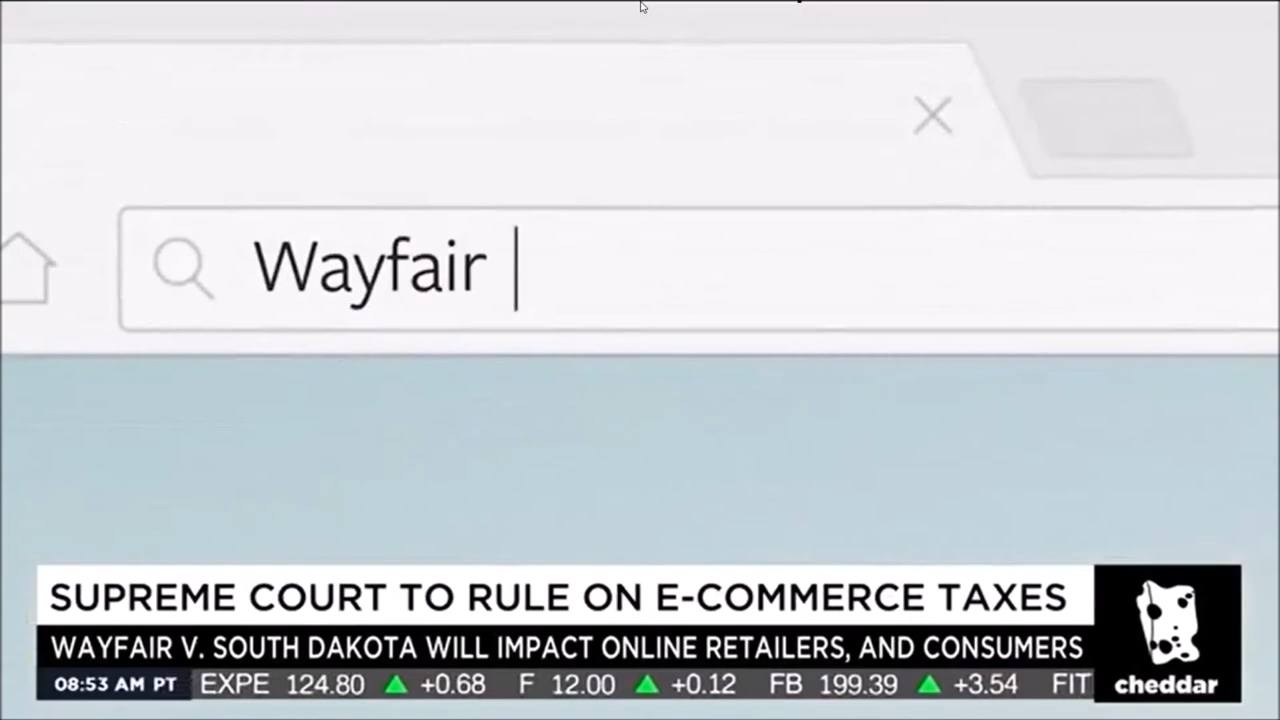 Wayfair
SUPREME COURT TO RULE ON E-COMMERCE TAXES
WAYFAIR V. SOUTH DAKOTA WILL IMPACT ONLINE RETAILERS, AND CONSUMERS
08:53 AM PT EXPE 124.80 ▲ +0.68 F 12.00 ▲ +0.12 FB 199.39 ▲ +3.54 FIT
cheddar